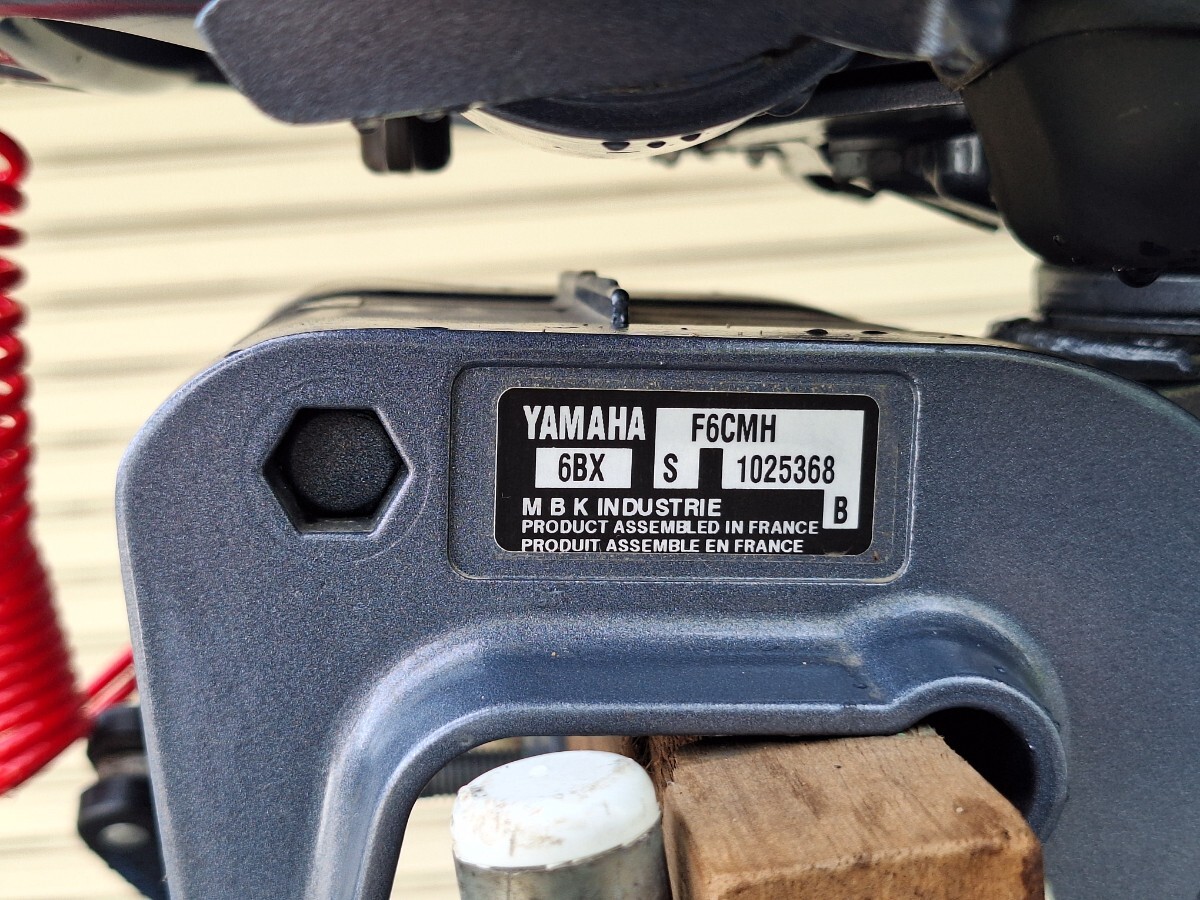 YAMAHA F6CMH
6BX S 1025368
B
M B K INDUSTRIE
PRODUCT ASSEMBLED IN FRANCE
PRODUIT ASSEMBLE EN FRANCE